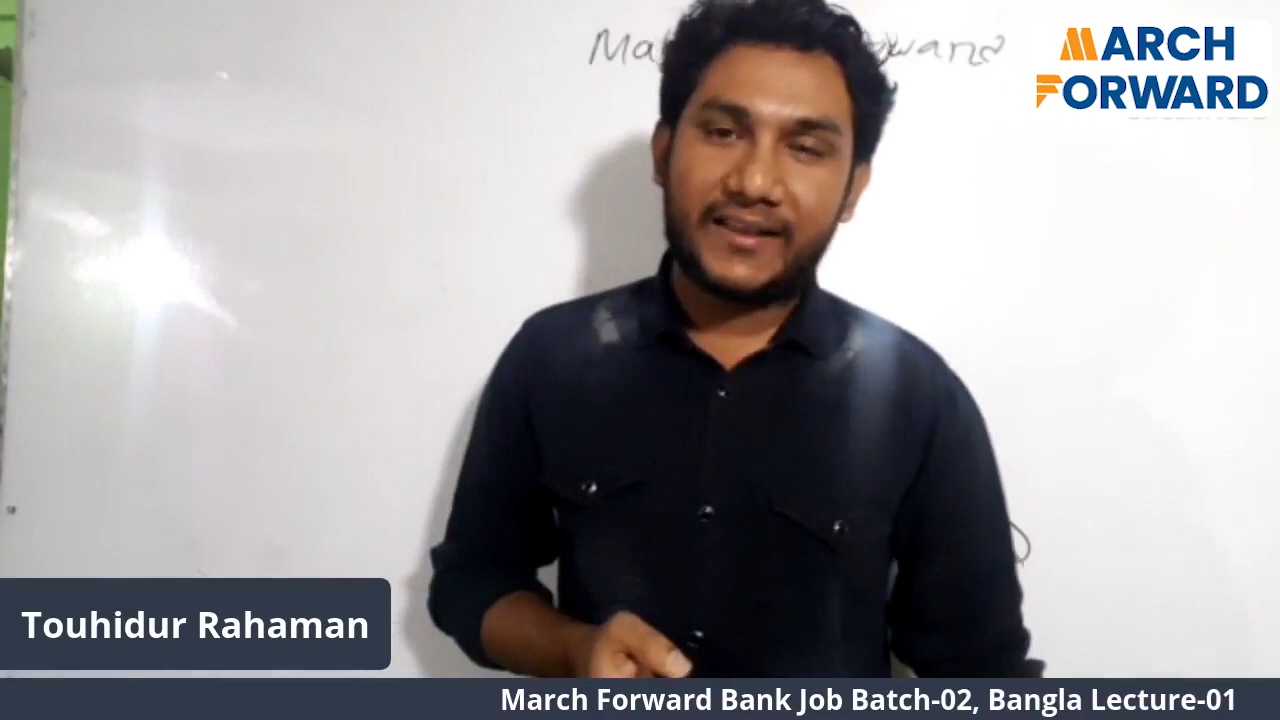 MARCH
FORWARD
Touhidur Rahaman
March Forward Bank Job Batch-02, Bangla Lecture-01